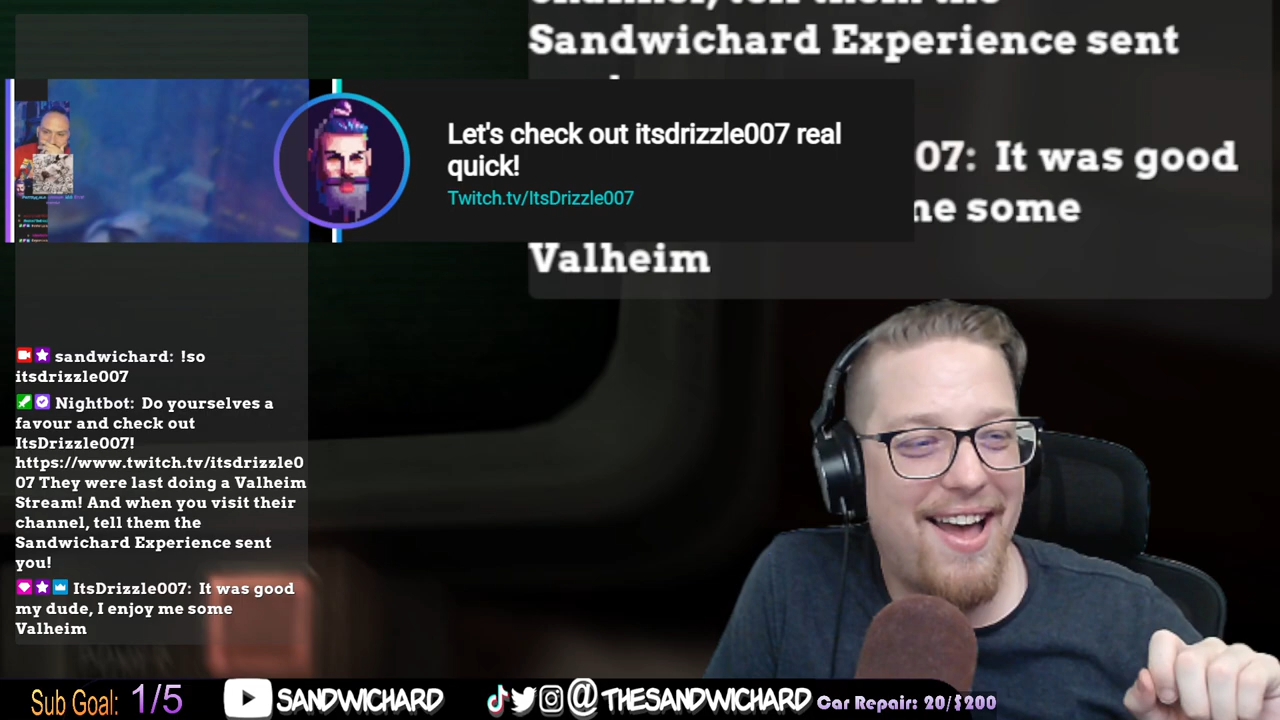 Sandwichard Experience sent
07: It was good
me some
Valheim
Let's check out itsdrizzle007 real
quick!
Twitch.tv/ItsDrizzle007
sandwichard: !so
itsdrizzle007
Nightbot: Do yourselves a
favour and check out
ItsDrizzle007!
https://www.twitch.tv/itsdrizzle0
07 They were last doing a Valheim
Stream! And when you visit their
channel, tell them the
Sandwichard Experience sent
you!
ItsDrizzle007: It was good
my dude, I enjoy me some
Valheim
Sub Goal: 1/5
SANDWICHARD
@THESANDWICHARD
Car Repair: 20/$200